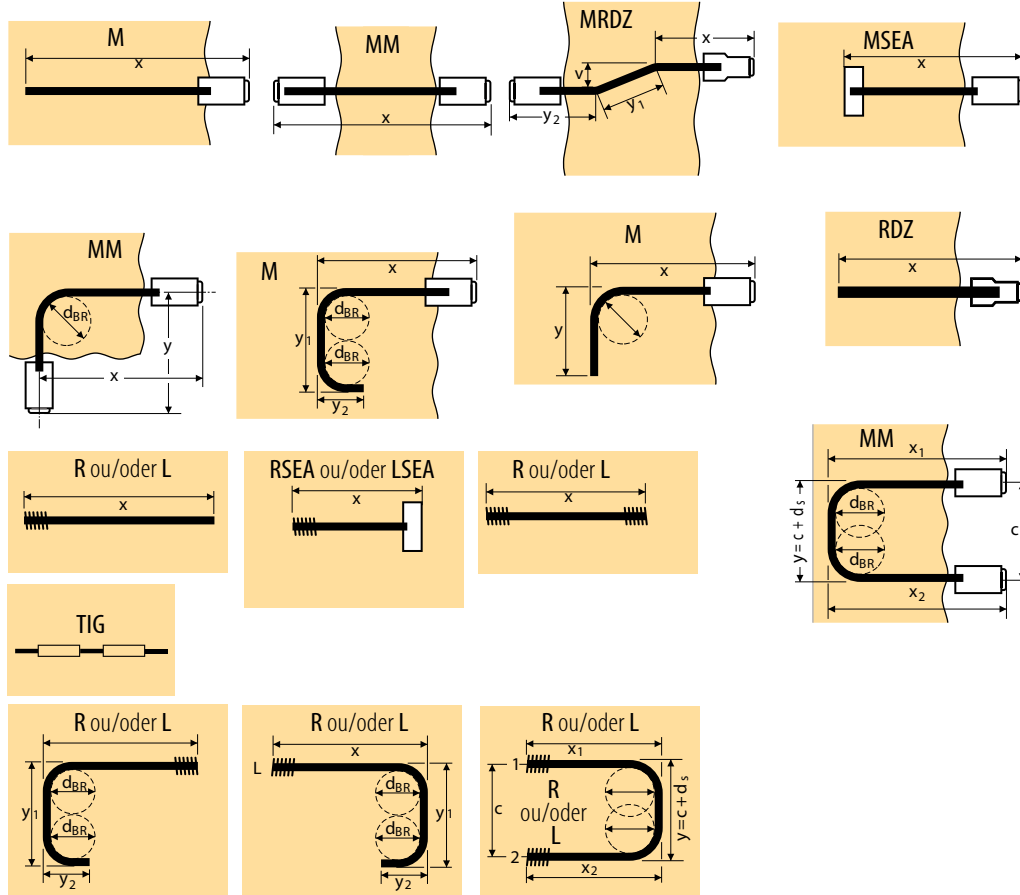 M
x
MM
x
MRDZ
x
v
y1
y2
MSEA
x
MM
dBR
y
x
M
x
dBR
y1
dBR
y2
M
x
y
RDZ
x
R ou/oder L
x
RSEA ou/oder LSEA
x
R ou/oder L
x
MM
x1
dBR
dBR
y = c + ds
c
x2
TIG
R ou/oder L
dBR
y1
dBR
y2
R ou/oder L
x
L
dBR
y1
dBR
y2
R ou/oder L
x1
1
R
ou/oder
L
c
y = c + ds
2
x2